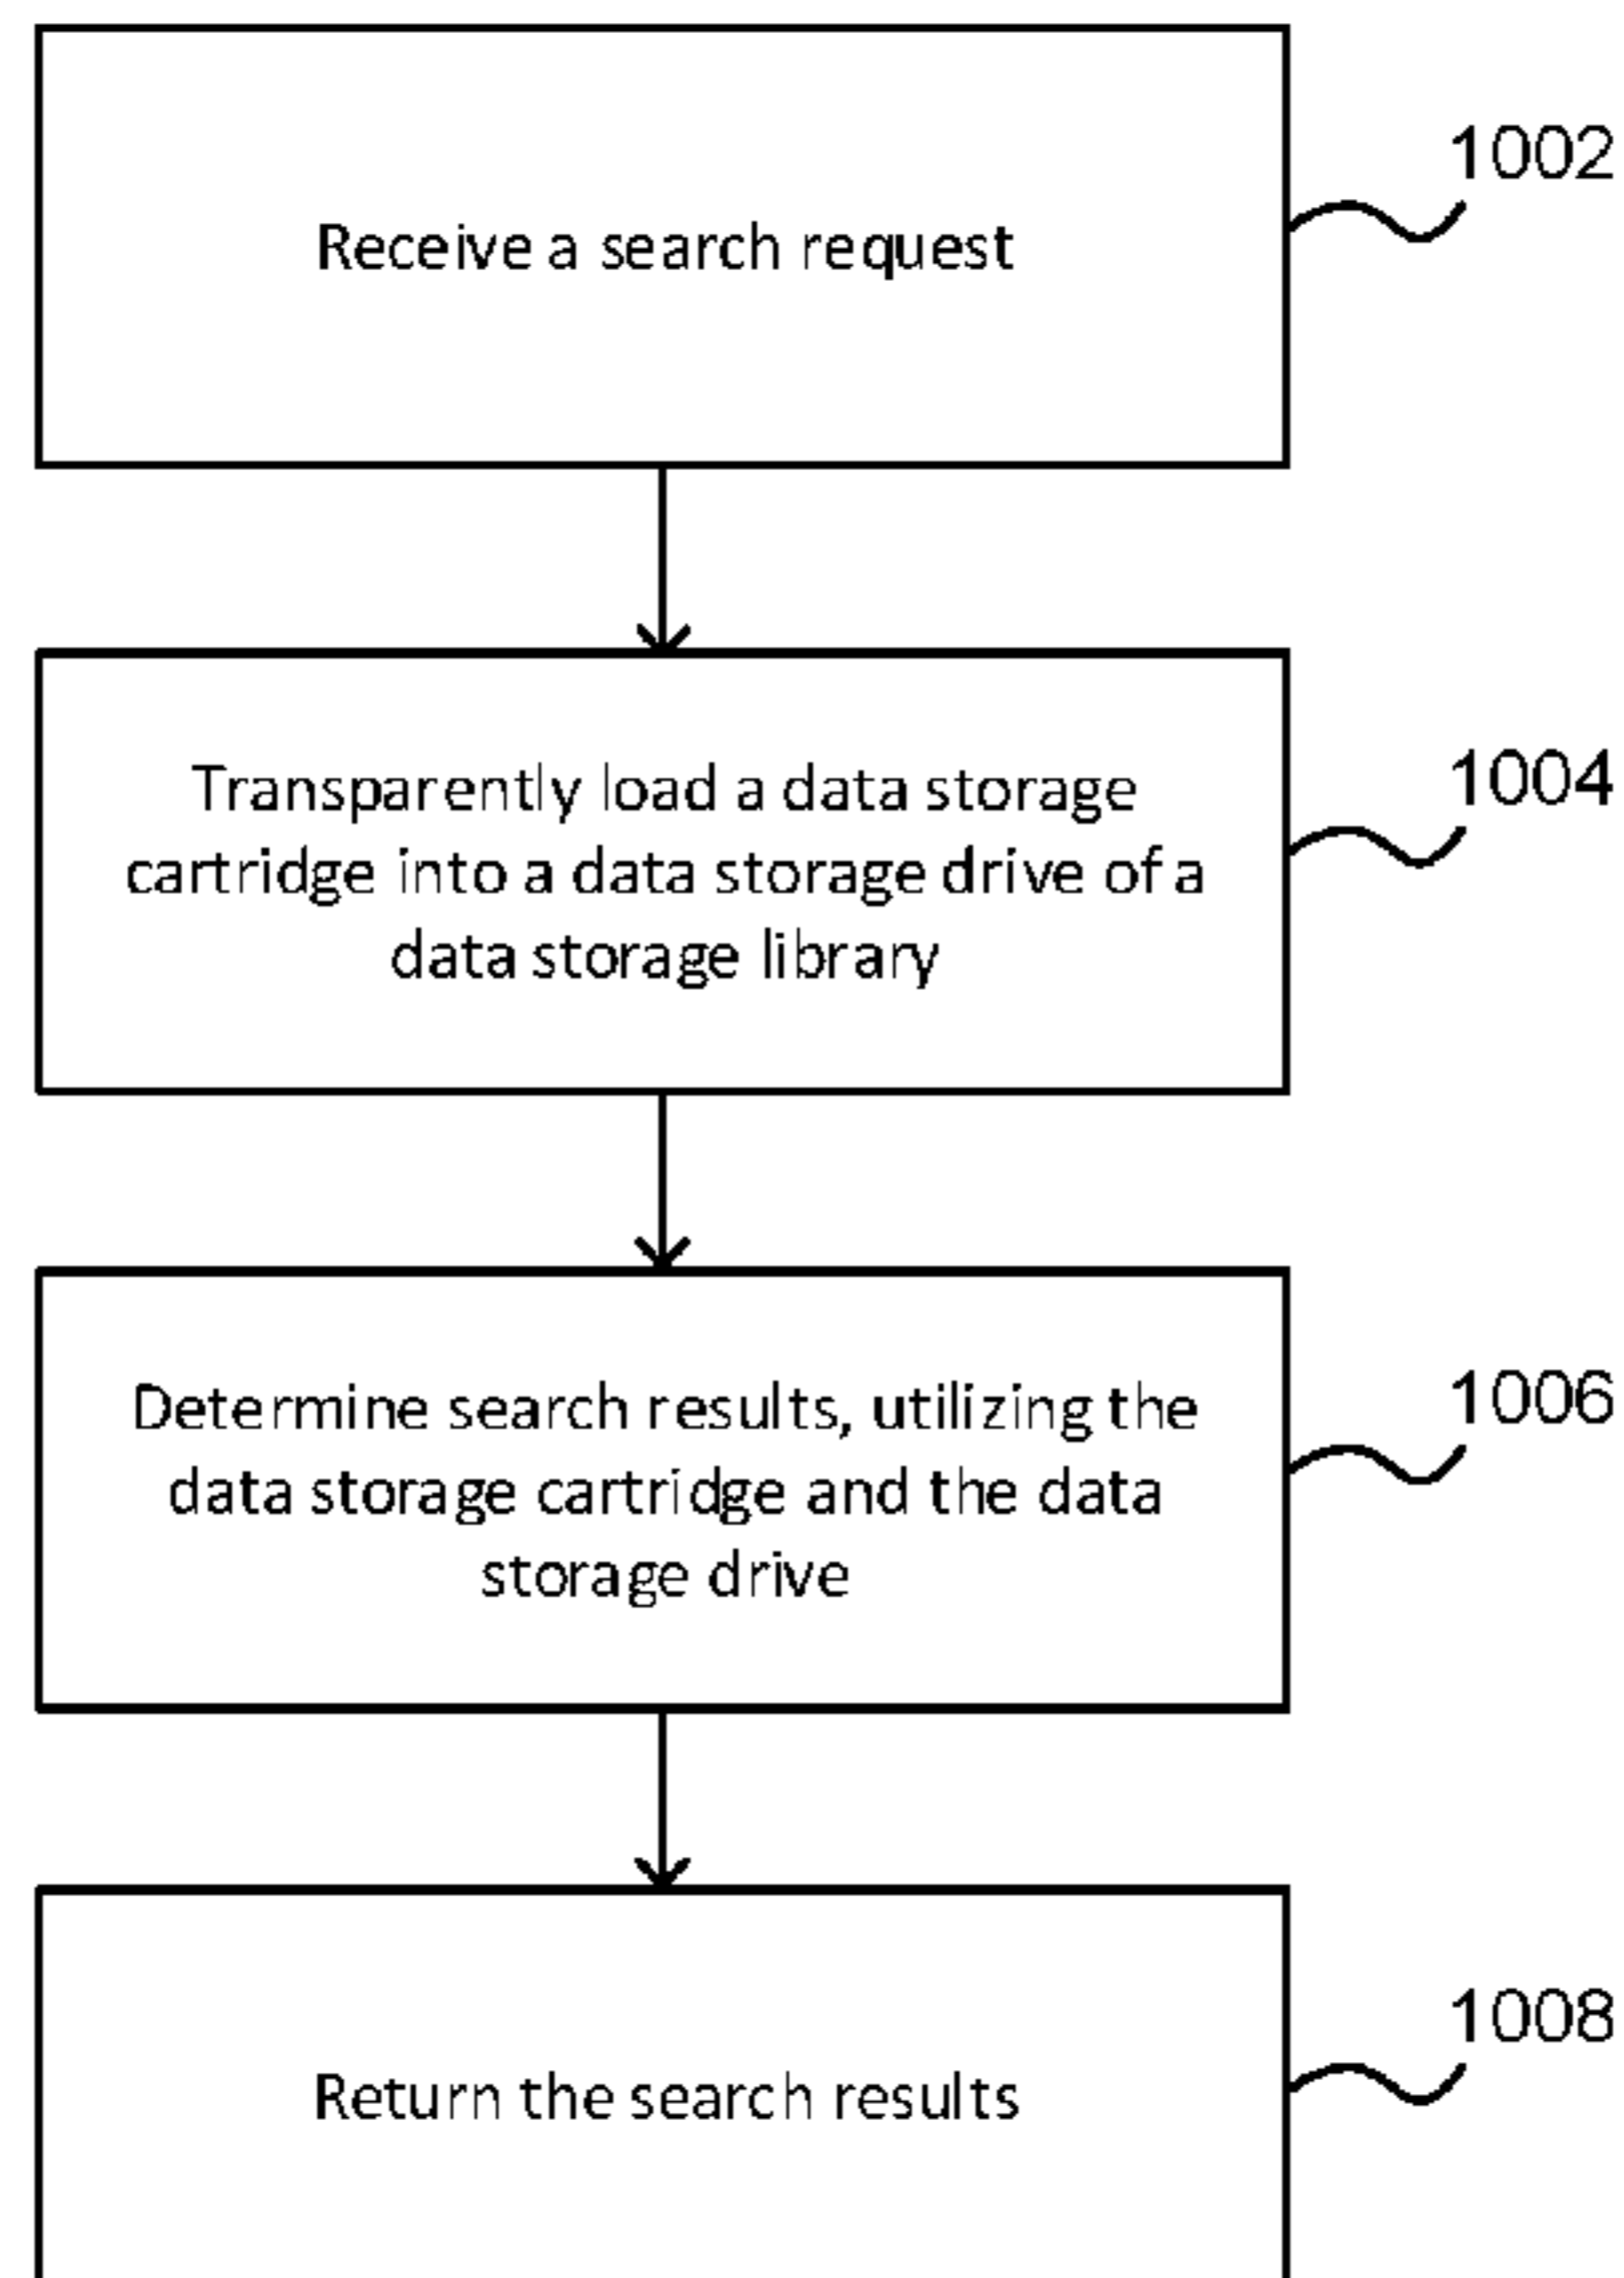 Receive a search request
1002
Transparently load a data storage
cartridge into a data storage drive of a
data storage library
1004
Determine search results, utilizing the
data storage cartridge and the data
storage drive
1006
Return the search results
1008